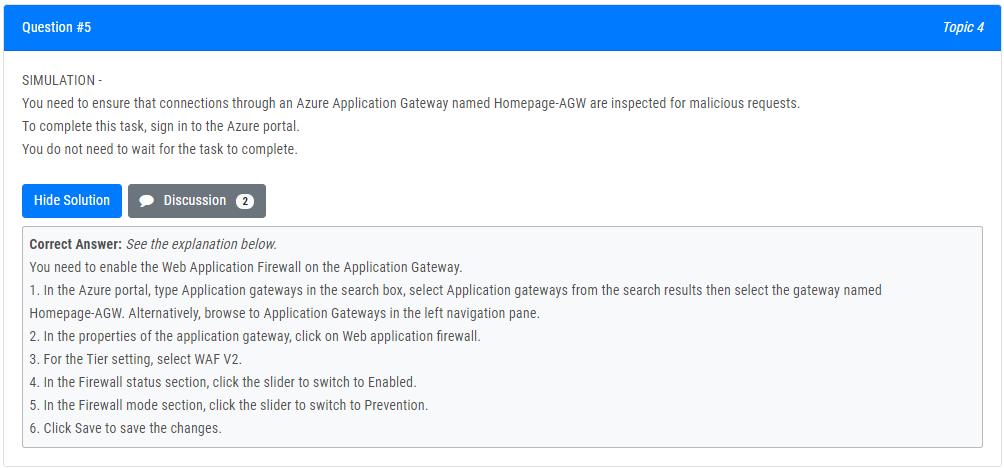 Question #5
Topic 4
SIMULATION -
You need to ensure that connections through an Azure Application Gateway named Homepage-AGW are inspected for malicious requests.
To complete this task, sign in to the Azure portal.
You do not need to wait for the task to complete.
Hide Solution
Discussion 2
Correct Answer: See the explanation below.
You need to enable the Web Application Firewall on the Application Gateway.
1. In the Azure portal, type Application gateways in the search box, select Application gateways from the search results then select the gateway named
Homepage-AGW. Alternatively, browse to Application Gateways in the left navigation pane.
2. In the properties of the application gateway, click on Web application firewall.
3. For the Tier setting, select WAF V2.
4. In the Firewall status section, click the slider to switch to Enabled.
5. In the Firewall mode section, click the slider to switch to Prevention.
6. Click Save to save the changes.